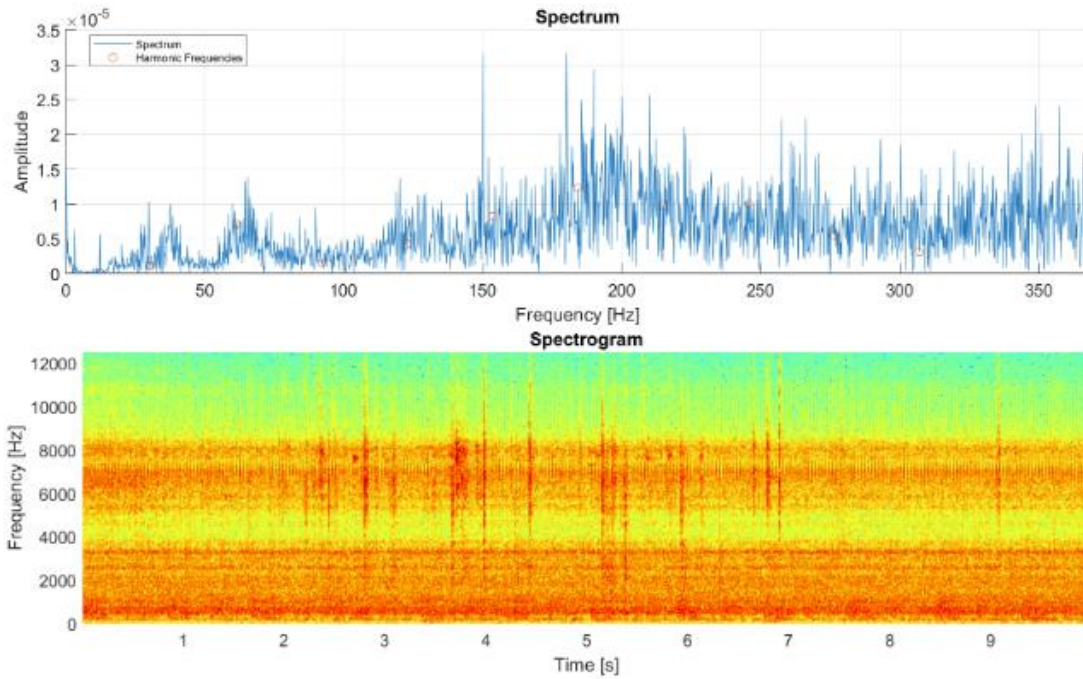 Spectrum
×10⁻⁵
3.5
3
2.5
2
1.5
1
0.5
0
Amplitude
Spectrum
Harmonic Frequencies
0 50 100 150 200 250 300 350
Frequency [Hz]
Spectrogram
12000
10000
8000
6000
4000
2000
0
Frequency [Hz]
1 2 3 4 5 6 7 8 9
Time [s]